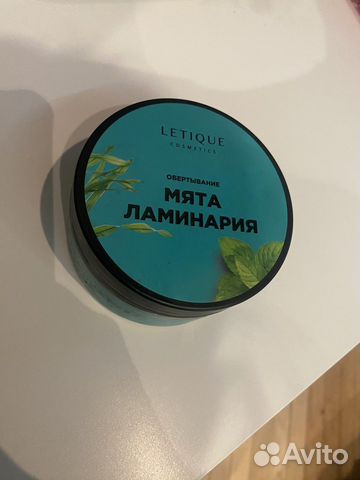 LETIQUE
COSMETICS
ОБЕРТЫВАНИЕ
МЯТА
ЛАМИНАРИЯ
Avito